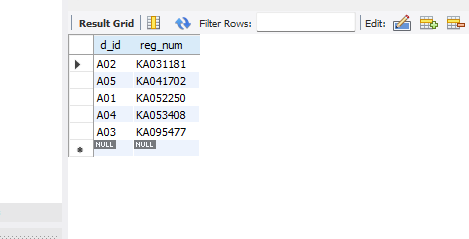 Result Grid Filter Rows: Edit:
d_id reg_num
A02 KA031181
A05 KA041702
A01 KA052250
A04 KA053408
A03 KA095477
NULL NULL